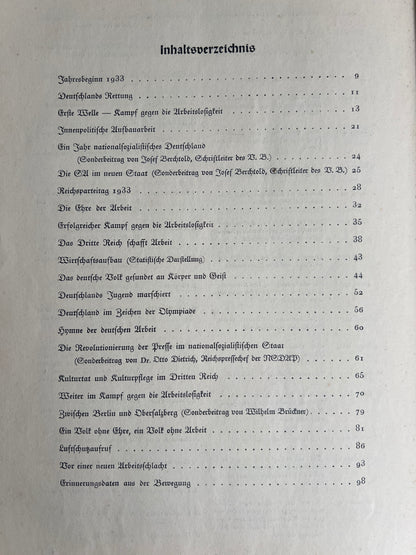 Inhaltsverzeichnis
Jahresbeginn 1933 . . . . . . . . . . . . . . . . . . . . 9
Deutschlands Rettung . . . . . . . . . . . . . . . . . . . . 11
Erste Welle — Kampf gegen die Arbeitslosigkeit . . . . . . . . . . . . 13
Innenpolitische Aufbauarbeit . . . . . . . . . . . . . . . . . . 21
Ein Jahr nationalsozialistisches Deutschland
(Sonderbeitrag von Josef Berchtold, Schriftleiter des V. B.) . . . . . . . . 24
Die SA im neuen Staat (Sonderbeitrag von Josef Berchtold, Schriftleiter des V. B.) 25
Reichsparteitag 1933 . . . . . . . . . . . . . . . . . . . . 28
Die Ehre der Arbeit . . . . . . . . . . . . . . . . . . . . 32
Erfolgreicher Kampf gegen die Arbeitslosigkeit . . . . . . . . . . . . 35
Das Dritte Reich schafft Arbeit . . . . . . . . . . . . . . . . . 38
Wirtschaftsaufbau (Statistische Darstellung) . . . . . . . . . . . . . 43
Das deutsche Volk gesundet an Körper und Geist . . . . . . . . . . . 44
Deutschlands Jugend marschiert . . . . . . . . . . . . . . . . . 52
Deutschland im Zeichen der Olympiade . . . . . . . . . . . . . . 56
Hymne der deutschen Arbeit . . . . . . . . . . . . . . . . . . 60
Die Revolutionierung der Presse im nationalsozialistischen Staat
(Sonderbeitrag von Dr. Otto Dietrich, Reichspressechef der NSDAP) . . . . . 61
Kulturtat und Kulturpflege im Dritten Reich . . . . . . . . . . . . . 65
Weiter im Kampf gegen die Arbeitslosigkeit . . . . . . . . . . . . . 70
Zwischen Berlin und Obersalzberg (Sonderbeitrag von Wilhelm Brückner) . . . . 79
Ein Volk ohne Ehre, ein Volk ohne Arbeit . . . . . . . . . . . . . 81
Luftschutzaufruf . . . . . . . . . . . . . . . . . . . . . 86
Vor einer neuen Arbeitsschlacht . . . . . . . . . . . . . . . . . 93
Erinnerungsdaten aus der Bewegung . . . . . . . . . . . . . . . 98